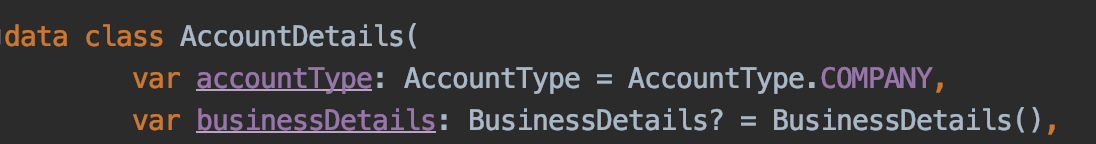 data class AccountDetails(
var accountType: AccountType = AccountType.COMPANY,
var businessDetails: BusinessDetails? = BusinessDetails(),